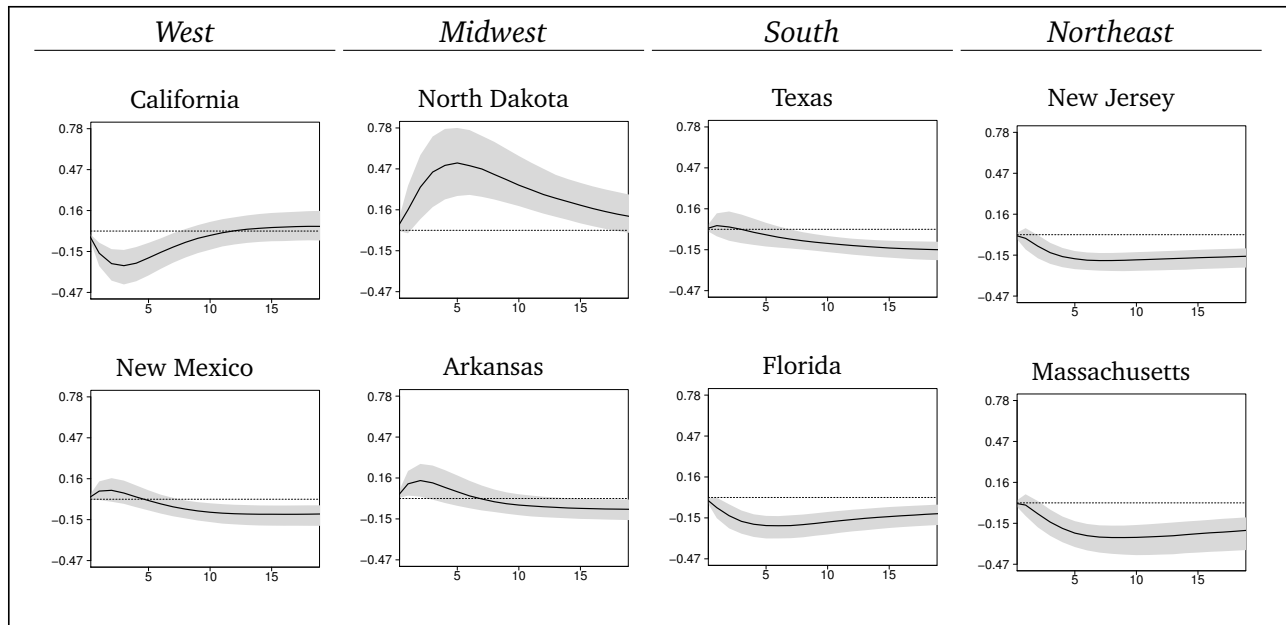 West Midwest South Northeast
California North Dakota Texas New Jersey
0.78 0.78 0.78 0.78
0.47 0.47 0.47 0.47
0.16 0.16 0.16 0.16
−0.15 −0.15 −0.15 −0.15
−0.47 −0.47 −0.47 −0.47
5 10 15 5 10 15 5 10 15 5 10 15
New Mexico Arkansas Florida Massachusetts
0.78 0.78 0.78 0.78
0.47 0.47 0.47 0.47
0.16 0.16 0.16 0.16
−0.15 −0.15 −0.15 −0.15
−0.47 −0.47 −0.47 −0.47
5 10 15 5 10 15 5 10 15 5 10 15